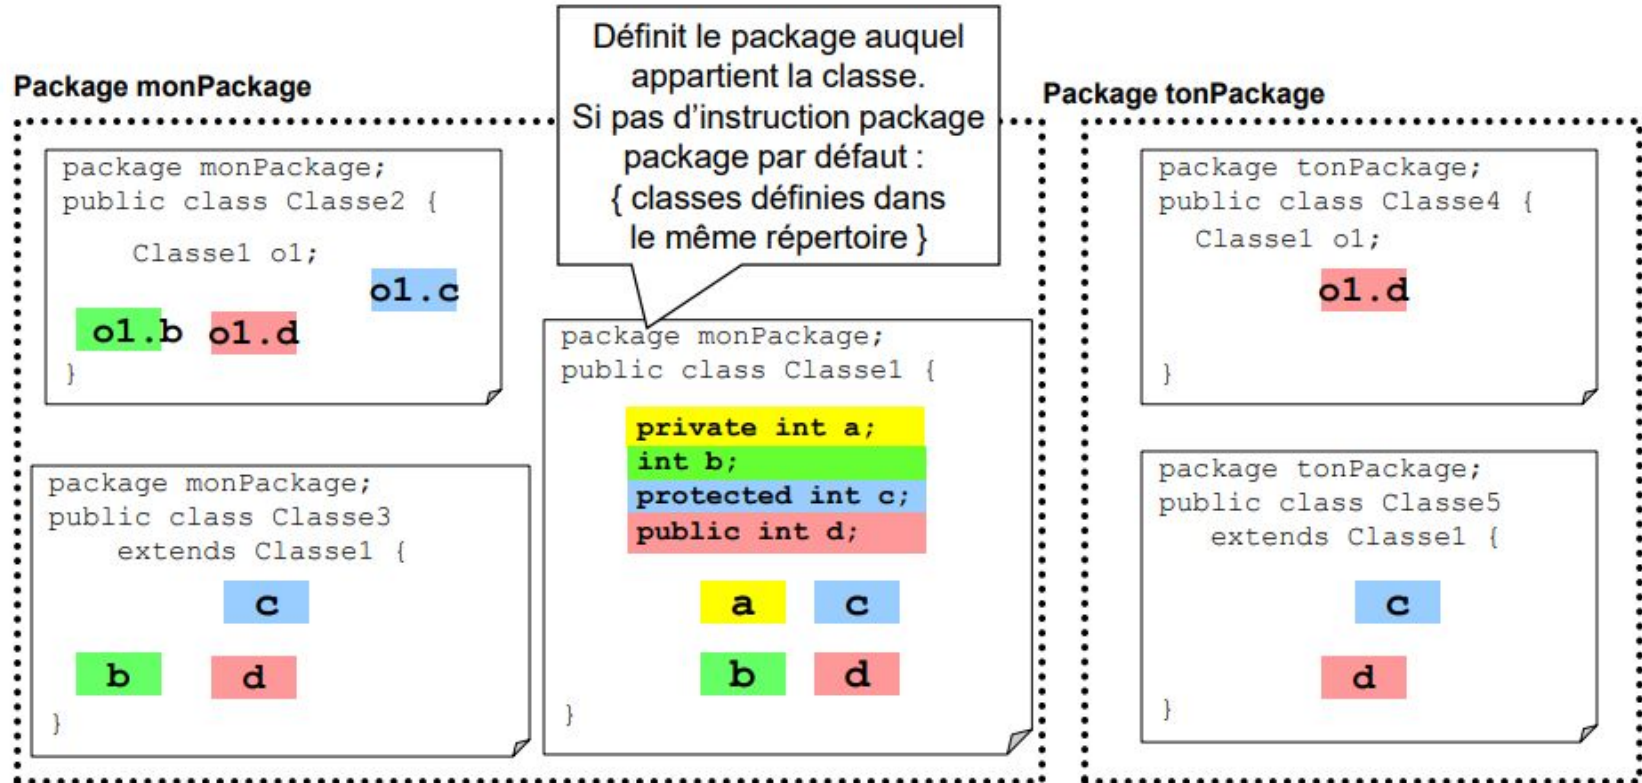 Définit le package auquel
appartient la classe.
Si pas d'instruction package
package par défaut :
{ classes définies dans
le même répertoire }
Package monPackage
package monPackage;
public class Classe2 {
Classe1 o1;
o1.c
o1.b o1.d
}
package monPackage;
public class Classe3
extends Classe1 {
c
b d
}
package monPackage;
public class Classe1 {
private int a;
int b;
protected int c;
public int d;
a c
b d
}
Package tonPackage
package tonPackage;
public class Classe4 {
Classe1 o1;
o1.d
}
package tonPackage;
public class Classe5
extends Classe1 {
c
d
}